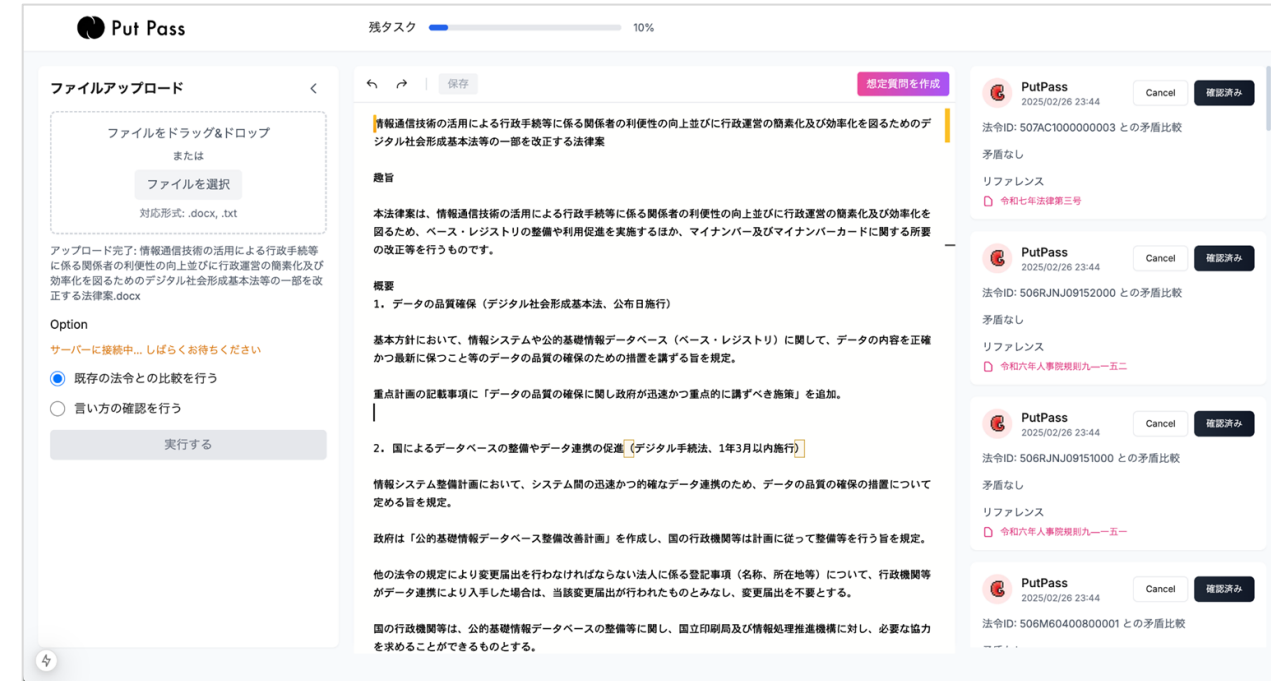 Put Pass
残タスク
10%
ファイルアップロード
ファイルをドラッグ&ドロップ
または
ファイルを選択
対応形式: .docx, .txt
アップロード完了: 情報通信技術の活用による行政手続等
に係る関係者の利便性の向上並びに行政運営の簡素化及び
効率化を図るためのデジタル社会形成基本法等の一部を改
正する法律案.docx
Option
サーバーに接続中... しばらくお待ちください
既存の法令との比較を行う
言い方の確認を行う
実行する
保存
想定質問を作成
情報通信技術の活用による行政手続等に係る関係者の利便性の向上並びに行政運営の簡素化及び効率化を図るためのデ
ジタル社会形成基本法等の一部を改正する法律案
趣旨
本法律案は、情報通信技術の活用による行政手続等に係る関係者の利便性の向上並びに行政運営の簡素化及び効率化を
図るため、ベース・レジストリの整備や利用促進を実施するほか、マイナンバー及びマイナンバーカードに関する所要
の改正等を行うものです。
概要
1. データの品質確保（デジタル社会形成基本法、公布日施行）
基本方針において、情報システムや公的基礎情報データベース（ベース・レジストリ）に関して、データの内容を正確
かつ最新に保つこと等のデータの品質の確保のための措置を講ずる旨を規定。
重点計画の記載事項に「データの品質の確保に関し政府が迅速かつ重点的に講ずべき施策」を追加。
2. 国によるデータベースの整備やデータ連携の促進（デジタル手続法、1年3月以内施行）
情報システム整備計画において、システム間の迅速かつ的確なデータ連携のため、データの品質の確保の措置について
定める旨を規定。
政府は「公的基礎情報データベース整備改善計画」を作成し、国の行政機関等は計画に従って整備等を行う旨を規定。
他の法令の規定により変更届出を行わなければならない法人に係る登記事項（名称、所在地等）について、行政機関等
がデータ連携により入手した場合は、当該変更届出が行われたものとみなし、変更届出を不要とする。
国の行政機関等は、公的基礎情報データベースの整備等に関し、国立印刷局及び情報処理推進機構に対し、必要な協力
を求めることができるものとする。
PutPass
2025/02/26 23:44
Cancel
確認済み
法令ID: 507AC1000000003 との矛盾比較
矛盾なし
リファレンス
令和七年法律第三号
PutPass
2025/02/26 23:44
Cancel
確認済み
法令ID: 506RJNJ09152000 との矛盾比較
矛盾なし
リファレンス
令和六年人事院規則九―一五二
PutPass
2025/02/26 23:44
Cancel
確認済み
法令ID: 506RJNJ09151000 との矛盾比較
矛盾なし
リファレンス
令和六年人事院規則九―一五一
PutPass
2025/02/26 23:44
Cancel
確認済み
法令ID: 506M60400800001 との矛盾比較